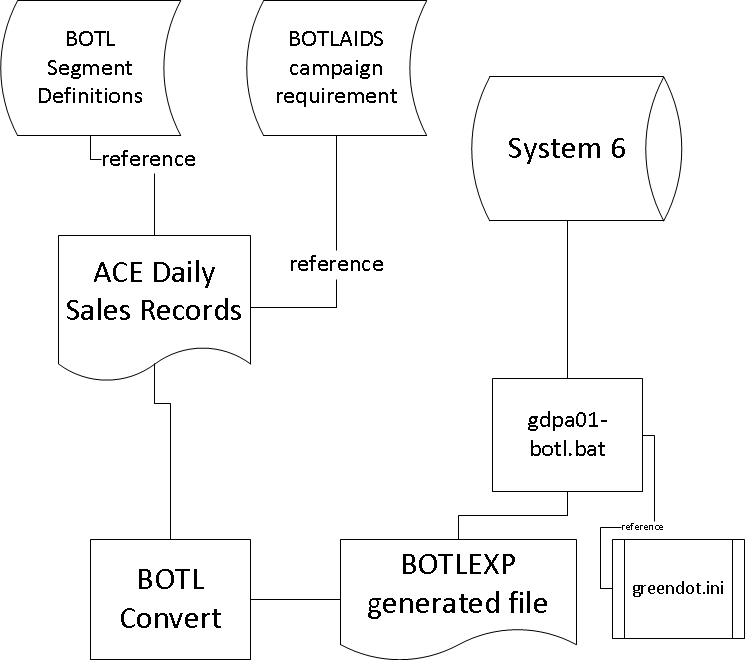 BOTL
Segment
Definitions
BOTLAIDS
campaign
requirement
System 6
reference
reference
ACE Daily
Sales Records
gdpa01-
botl.bat
reference
greendot.ini
BOTL
Convert
BOTLEXP
generated file